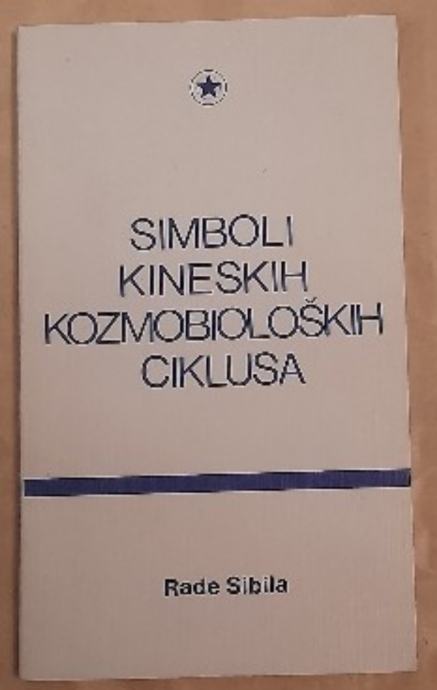 SIMBOLI
KINESKIH
KOZMOBIOLOŠKIH
CIKLUSA
Rade Sibila